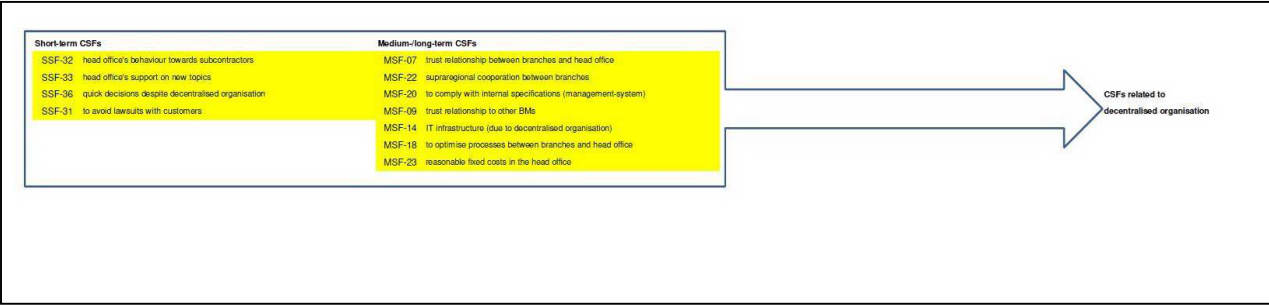 Short-term CSFs
SSF-32 head office's behaviour towards subcontractors
SSF-33 head office's support on new topics
SSF-36 quick decisions despite decentralised organisation
SSF-31 to avoid lawsuits with customers
Medium-/long-term CSFs
MSF-07 trust relationship between branches and head office
MSF-22 supraregional cooperation between branches
MSF-20 to comply with internal specifications (management-system)
MSF-09 trust relationship to other BMs
MSF-14 IT infrastructure (due to decentralised organisation)
MSF-18 to optimise processes between branches and head office
MSF-23 reasonable fixed costs in the head office
CSFs related to
decentralised organisation